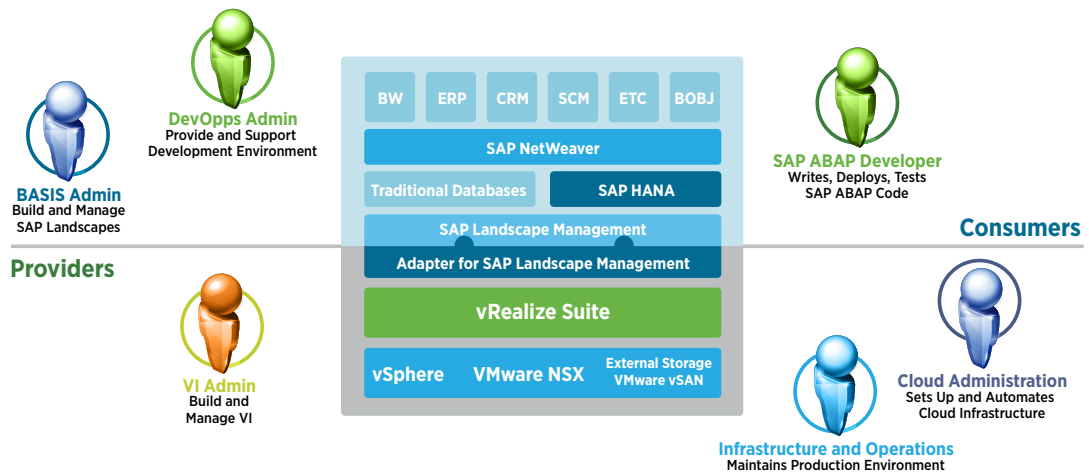 DevOpps Admin
Provide and Support
Development Environment
BASIS Admin
Build and Manage
SAP Landscapes
BW ERP CRM SCM ETC BOBJ
SAP NetWeaver
Traditional Databases SAP HANA
SAP Landscape Management
Adapter for SAP Landscape Management
vRealize Suite
vSphere VMware NSX
External Storage
VMware vSAN
SAP ABAP Developer
Writes, Deploys, Tests
SAP ABAP Code
Consumers
Providers
VI Admin
Build and
Manage VI
Cloud Administration
Sets Up and Automates
Cloud Infrastructure
Infrastructure and Operations
Maintains Production Environment